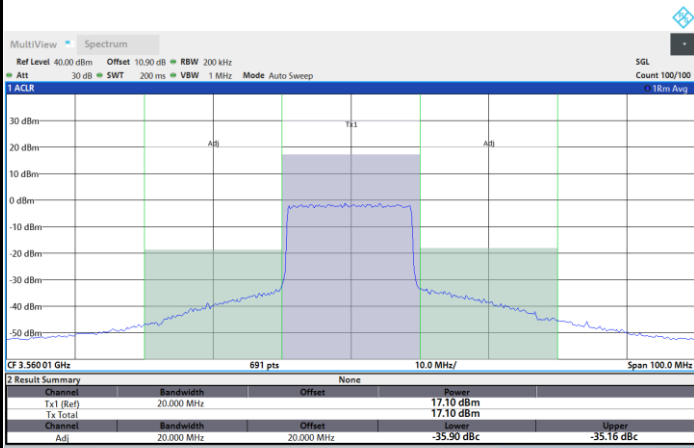 MultiView Spectrum
Ref Level 40.00 dBm Offset 10.90 dB RBW 200 kHz SGL
Att 30 dB SWT 200 ms VBW 1 MHz Mode Auto Sweep Count 100/100
1 ACLR 1Rm Avg
30 dBm
Tx1
20 dBm Adj Adj
10 dBm
0 dBm
-10 dBm
-20 dBm
-30 dBm
-40 dBm
-50 dBm
CF 3.560 01 GHz 691 pts 10.0 MHz/ Span 100.0 MHz
2 Result Summary None
Channel Bandwidth Offset Power
Tx1 (Ref) 20.000 MHz 17.10 dBm
Tx Total 17.10 dBm
Channel Bandwidth Offset Lower Upper
Adj 20.000 MHz 20.000 MHz -35.90 dBc -35.16 dBc